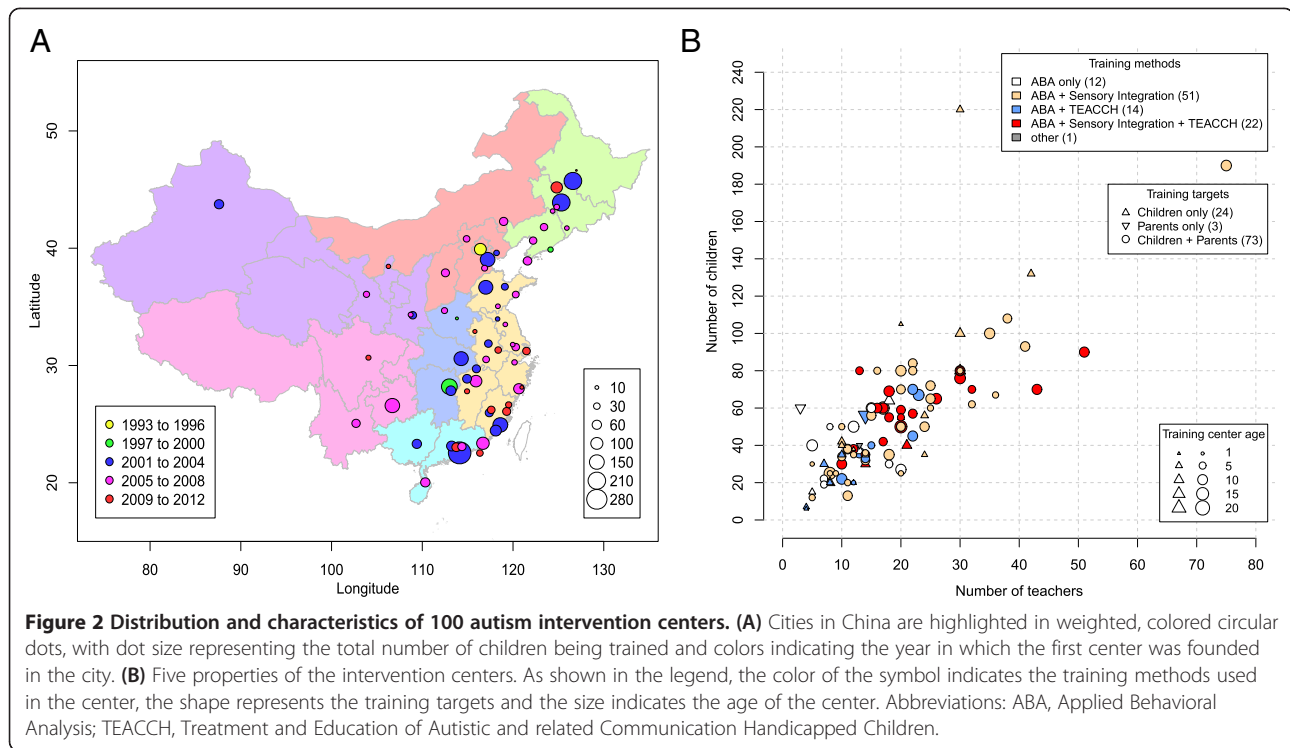 A
50
40
30
20
Latitude
80
90
100
110
120
130
Longitude
1993 to 1996
1997 to 2000
2001 to 2004
2005 to 2008
2009 to 2012
10
30
60
100
150
210
280
B
240
220
200
180
160
140
120
100
80
60
40
20
0
Number of children
0
10
20
30
40
50
60
70
80
Number of teachers
Training methods
ABA only (12)
ABA + Sensory Integration (51)
ABA + TEACCH (14)
ABA + Sensory Integration + TEACCH (22)
other (1)
Training targets
Children only (24)
Parents only (3)
Children + Parents (73)
Training center age
1
5
10
15
20
Figure 2 Distribution and characteristics of 100 autism intervention centers. (A) Cities in China are highlighted in weighted, colored circular
dots, with dot size representing the total number of children being trained and colors indicating the year in which the first center was founded
in the city. (B) Five properties of the intervention centers. As shown in the legend, the color of the symbol indicates the training methods used
in the center, the shape represents the training targets and the size indicates the age of the center. Abbreviations: ABA, Applied Behavioral
Analysis; TEACCH, Treatment and Education of Autistic and related Communication Handicapped Children.